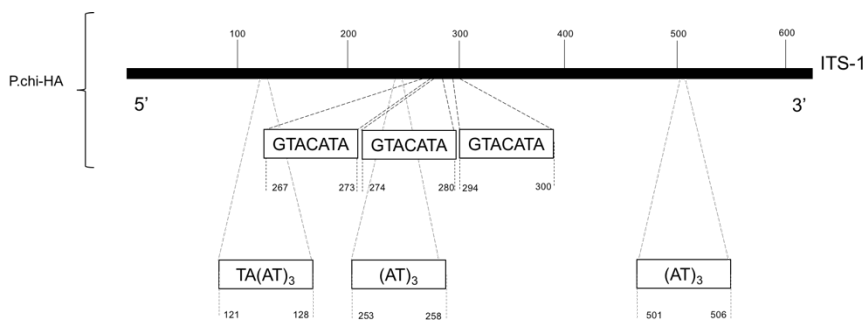 100 200 300 400 500 600
ITS-1
P.chi-HA
5’ 3’
GTACATA GTACATA GTACATA
267 273 274 280 294 300
TA(AT)₃ (AT)₃ (AT)₃
121 128 253 258 501 506